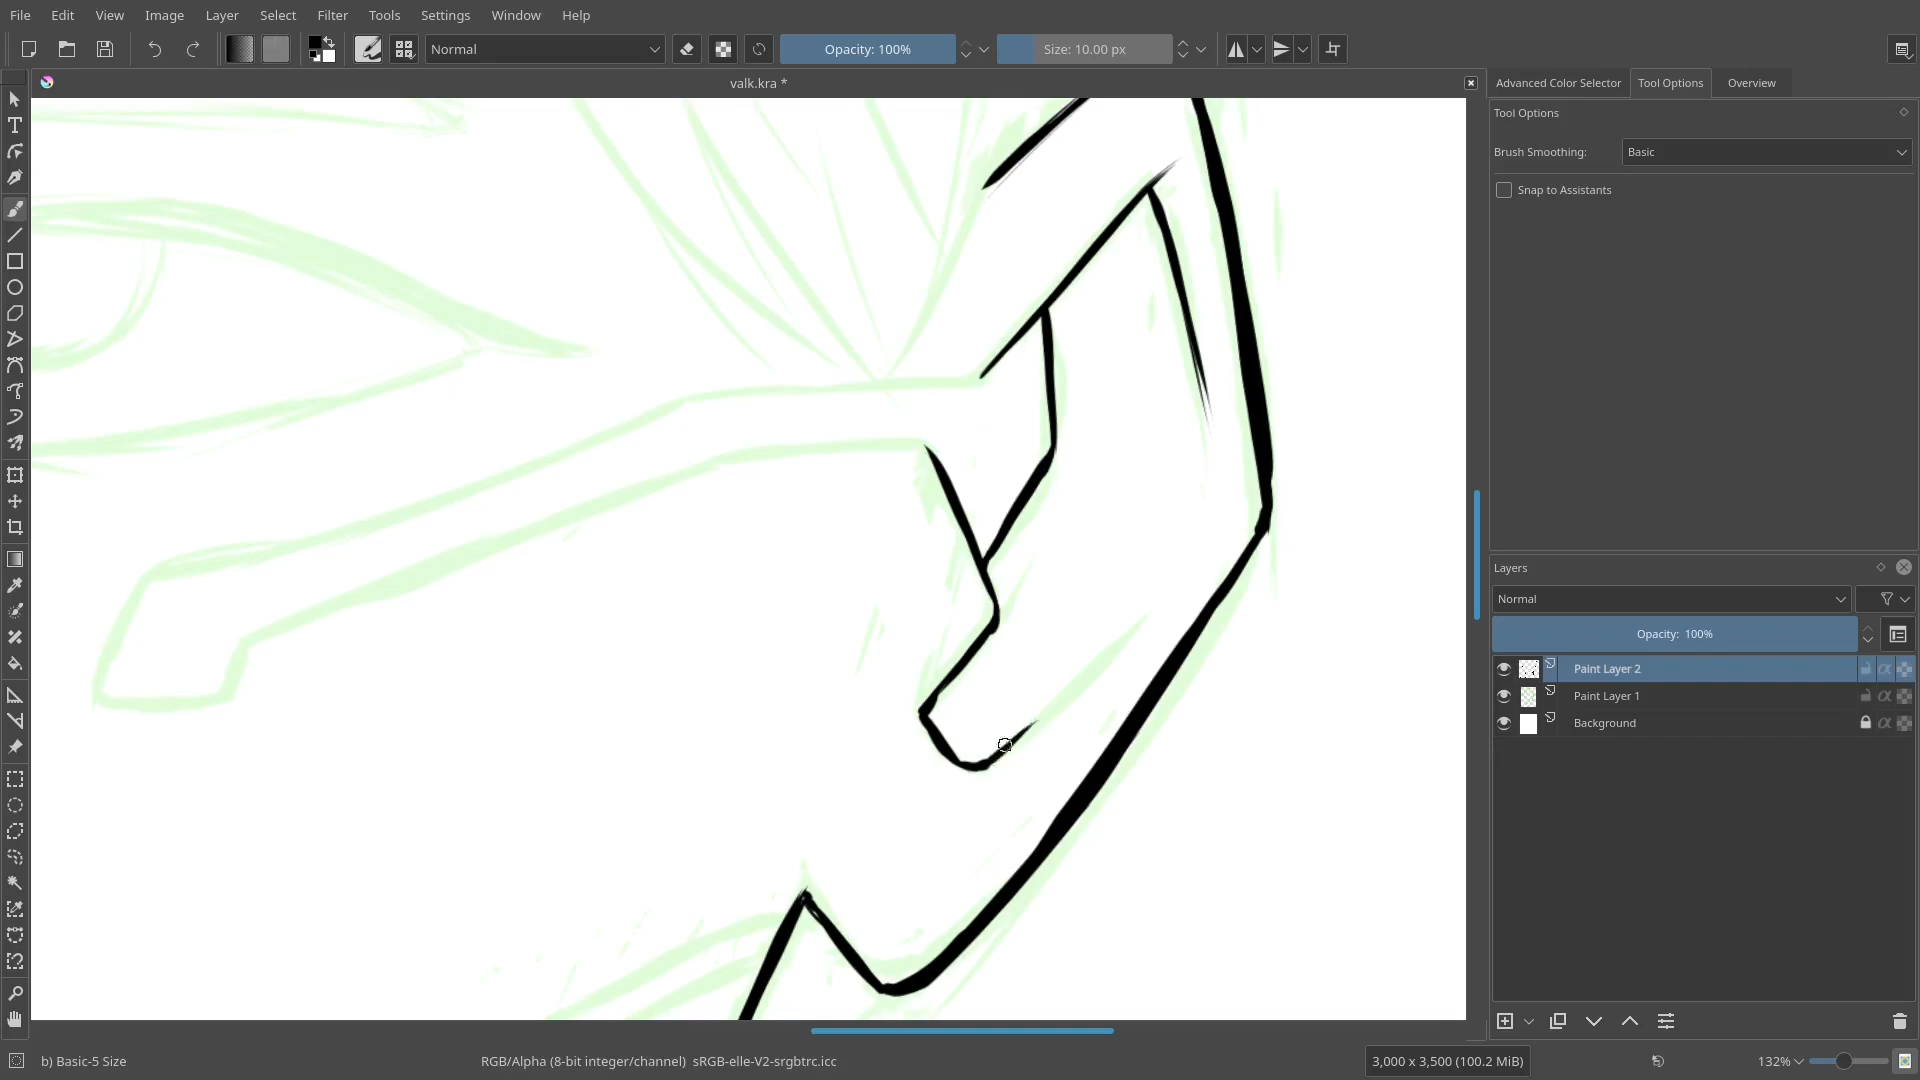 File Edit View Image Layer Select Filter Tools Settings Window Help
Normal Opacity: 100% Size: 10.00 px
valk.kra *
Advanced Color Selector Tool Options Overview
Tool Options
Brush Smoothing: Basic
Snap to Assistants
Layers
Normal
Opacity: 100%
Paint Layer 2
Paint Layer 1
Background
b) Basic-5 Size RGB/Alpha (8-bit integer/channel) sRGB-elle-V2-srgbtrc.icc 3,000 x 3,500 (100.2 MiB) 132%